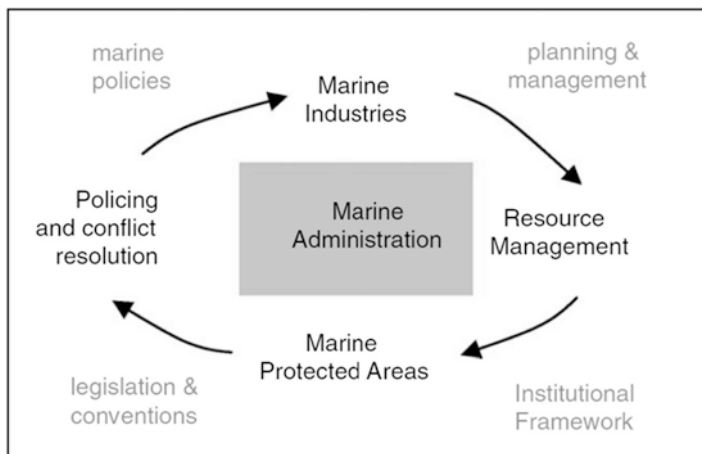 marine
policies
planning &
management
Marine
Industries
Policing
and conflict
resolution
Marine
Administration
Resource
Management
Marine
Protected Areas
legislation &
conventions
Institutional
Framework